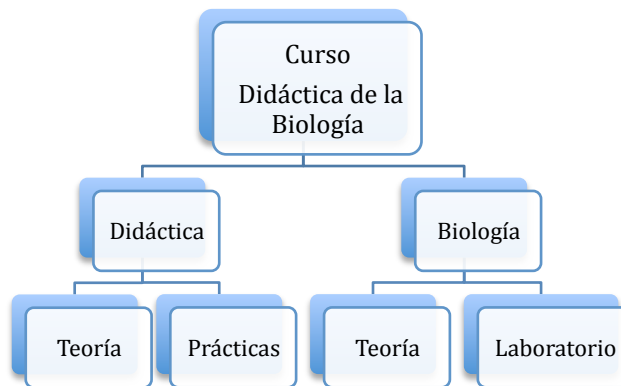 Curso
Didáctica de la
Biología
Didáctica
Biología
Teoría
Prácticas
Teoría
Laboratorio